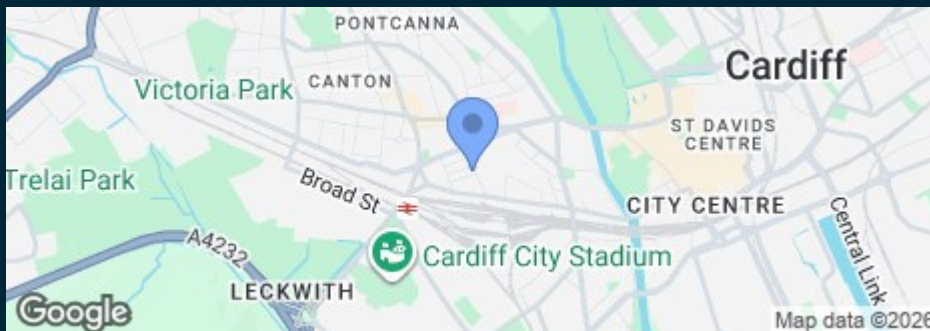 PONTCANNA
Cardiff
Victoria Park
CANTON
ST DAVIDS
CENTRE
Trelai Park
Broad St
CITY CENTRE
Central Link
A4232
Cardiff City Stadium
LECKWITH
Google
Map data ©2026